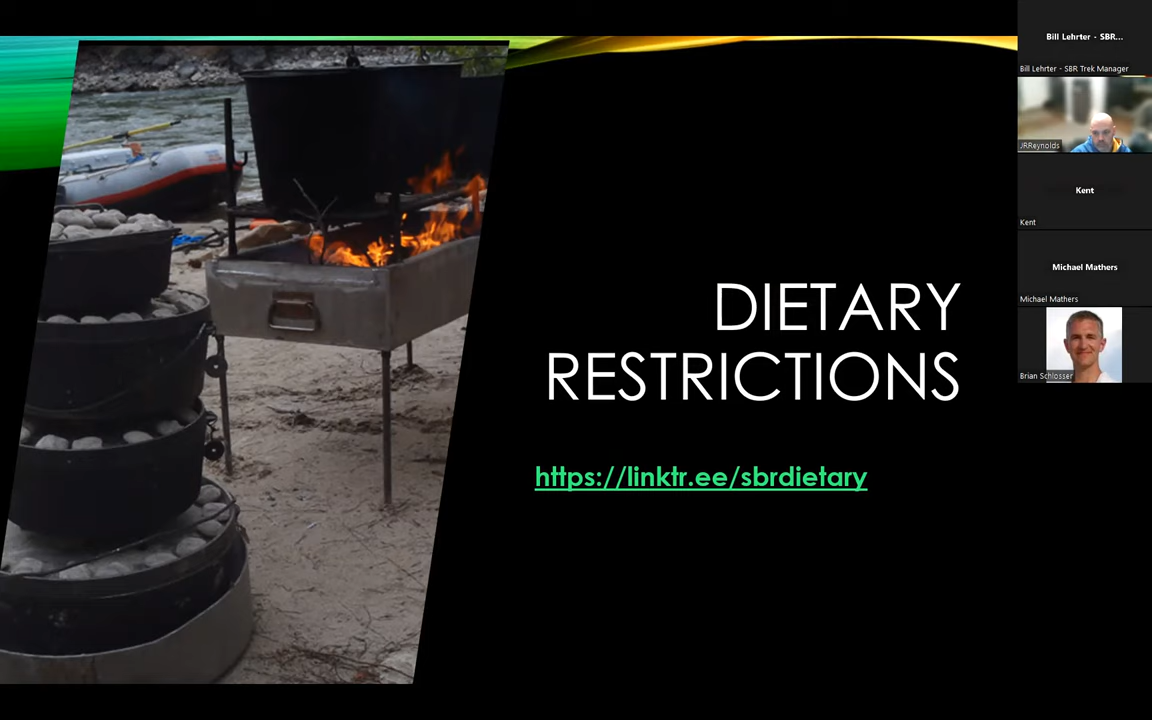 DIETARY
RESTRICTIONS
https://linktr.ee/sbrdietary
Bill Lehrter - SBR...
Bill Lehrter - SBR Trek Manager
JRReynolds
Kent
Kent
Michael Mathers
Michael Mathers
Brian Schlosser